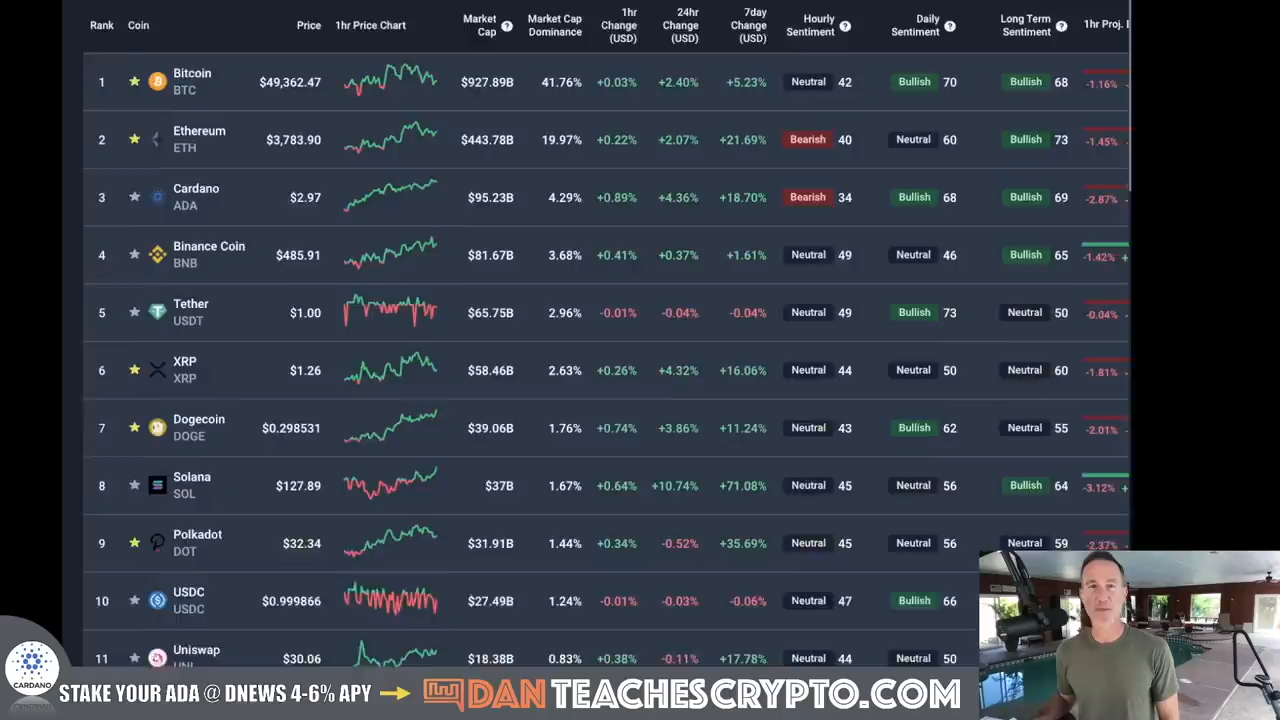 Rank Coin Price 1hr Price Chart Market Cap ? Market Cap Dominance 1hr Change (USD) 24hr Change (USD) 7day Change (USD) Hourly Sentiment ? Daily Sentiment ? Long Term Sentiment ? 1hr Proj.
1 Bitcoin BTC $49,362.47 $927.89B 41.76% +0.03% +2.40% +5.23% Neutral 42 Bullish 70 Bullish 68 -1.16%
2 Ethereum ETH $3,783.90 $443.78B 19.97% +0.22% +2.07% +21.69% Bearish 40 Neutral 60 Bullish 73 -1.45%
3 Cardano ADA $2.97 $95.23B 4.29% +0.89% +4.36% +18.70% Bearish 34 Bullish 68 Bullish 69 -2.87%
4 Binance Coin BNB $485.91 $81.67B 3.68% +0.41% +0.37% +1.61% Neutral 49 Neutral 46 Bullish 65 -1.42% +
5 Tether USDT $1.00 $65.75B 2.96% -0.01% -0.04% -0.04% Neutral 49 Bullish 73 Neutral 50 -0.04%
6 XRP XRP $1.26 $58.46B 2.63% +0.26% +4.32% +16.06% Neutral 44 Neutral 50 Neutral 60 -1.81%
7 Dogecoin DOGE $0.298531 $39.06B 1.76% +0.74% +3.86% +11.24% Neutral 43 Bullish 62 Neutral 55 -2.01%
8 Solana SOL $127.89 $37B 1.67% +0.64% +10.74% +71.08% Neutral 45 Neutral 56 Bullish 64 -3.12% +
9 Polkadot DOT $32.34 $31.91B 1.44% +0.34% -0.52% +35.69% Neutral 45 Neutral 56 Neutral 59 -2.37%
10 USDC USDC $0.999866 $27.49B 1.24% -0.01% -0.03% -0.06% Neutral 47 Bullish 66
11 Uniswap UNI $30.06 $18.38B 0.83% +0.38% -0.11% +17.78% Neutral 44 Neutral 50
CARDANO
STAKE YOUR ADA @ DNEWS 4-6% APY
DAN TEACHESCRYPTO.COM